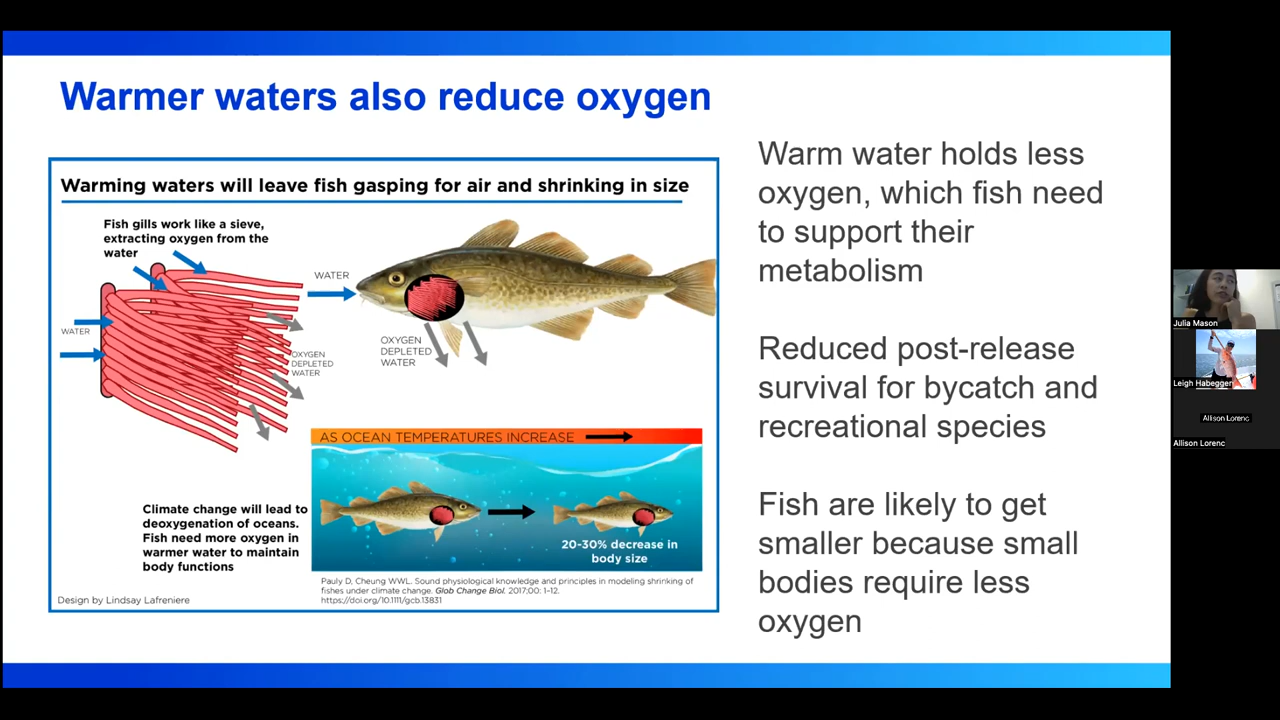 Warmer waters also reduce oxygen
Warming waters will leave fish gasping for air and shrinking in size
Fish gills work like a sieve,
extracting oxygen from the
water
WATER
OXYGEN
DEPLETED
WATER
WATER
OXYGEN
DEPLETED
WATER
AS OCEAN TEMPERATURES INCREASE
Climate change will lead to
deoxygenation of oceans.
Fish need more oxygen in
warmer water to maintain
body functions
20-30% decrease in
body size
Pauly D, Cheung WWL. Sound physiological knowledge and principles in modeling shrinking of
fishes under climate change. Glob Change Biol. 2017;00: 1-12.
https://doi.org/10.1111/gcb.13831
Design by Lindsay Lafreniere
Warm water holds less
oxygen, which fish need
to support their
metabolism
Reduced post-release
survival for bycatch and
recreational species
Fish are likely to get
smaller because small
bodies require less
oxygen
Julia Mason
Leigh Habegger
Allison Lorenc
Allison Lorenc